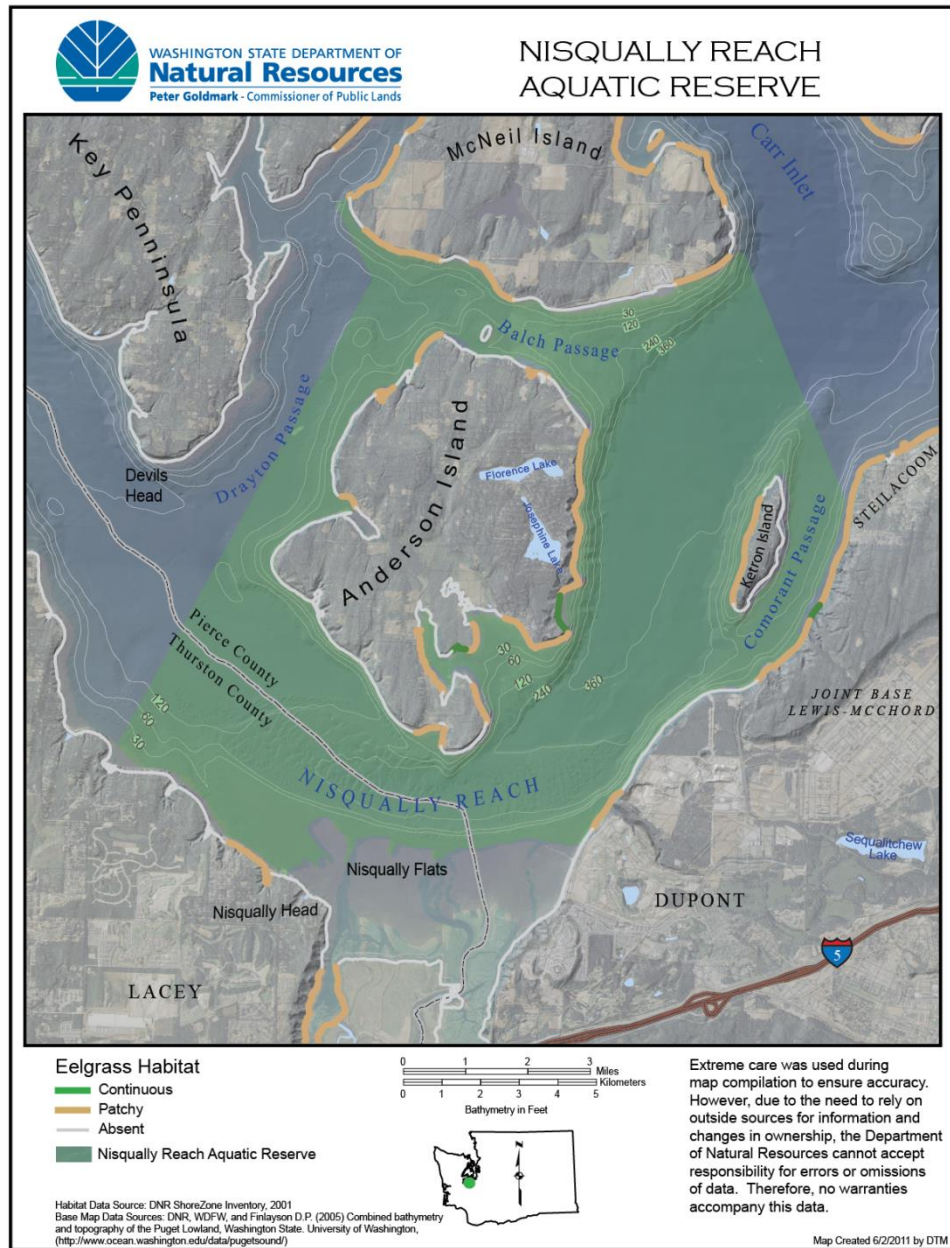 WASHINGTON STATE DEPARTMENT OF
Natural Resources
Peter Goldmark - Commissioner of Public Lands
NISQUALLY REACH
AQUATIC RESERVE
Key Penninsula
McNeil Island
Carr Inlet
Balch Passage
30
120
240
360
Drayton Passage
Devils
Head
Anderson Island
Florence Lake
Josephine Lake
Ketron Island
Comorant Passage
STEILACOOM
Pierce County
Thurston County
30
60
120
240
360
120
60
30
JOINT BASE
LEWIS-MCCHORD
NISQUALLY REACH
Sequalitchew
Lake
Nisqually Flats
Nisqually Head
DUPONT
5
LACEY
Eelgrass Habitat
Continuous
Patchy
Absent
Nisqually Reach Aquatic Reserve
0 1 2 3
Miles
Kilometers
0 1 2 3 4 5
Bathymetry in Feet
N
Extreme care was used during
map compilation to ensure accuracy.
However, due to the need to rely on
outside sources for information and
changes in ownership, the Department
of Natural Resources cannot accept
responsibility for errors or omissions
of data. Therefore, no warranties
accompany this data.
Habitat Data Source: DNR ShoreZone Inventory, 2001
Base Map Data Sources: DNR, WDFW, and Finlayson D.P. (2005) Combined bathymetry
and topography of the Puget Lowland, Washington State. University of Washington,
(http://www.ocean.washington.edu/data/pugetsound/)
Map Created 6/2/2011 by DTM